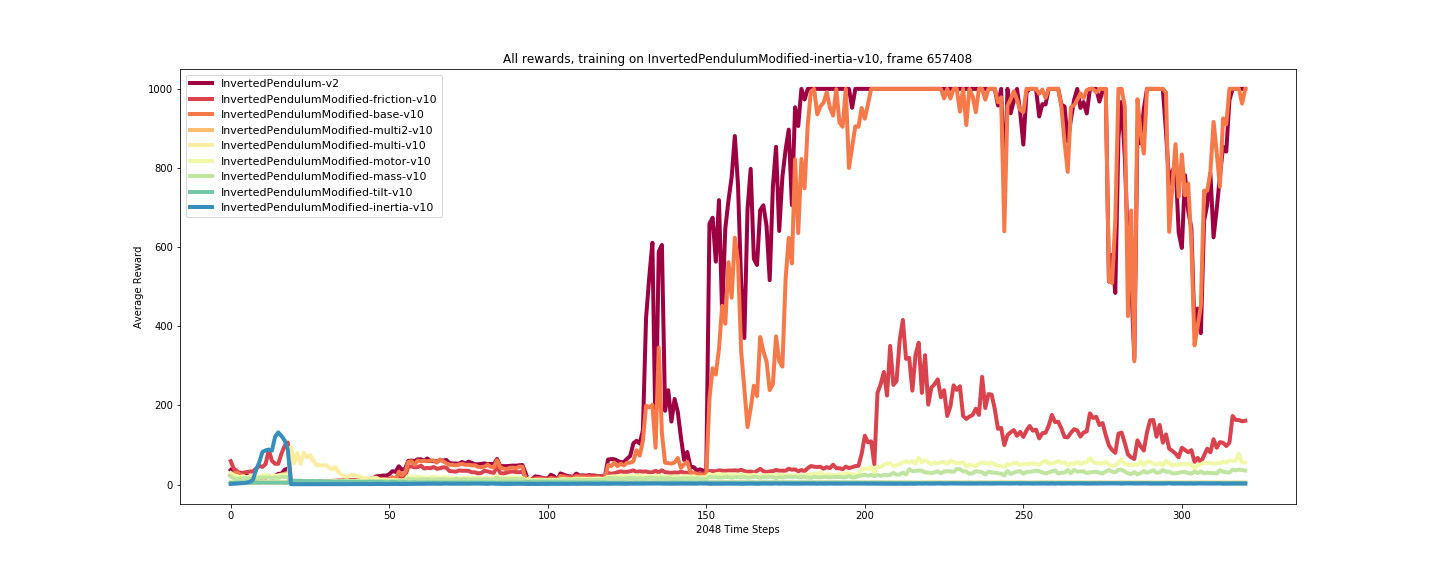 All rewards, training on InvertedPendulumModified-inertia-v10, frame 657408
InvertedPendulum-v2
InvertedPendulumModified-friction-v10
InvertedPendulumModified-base-v10
InvertedPendulumModified-multi2-v10
InvertedPendulumModified-multi-v10
InvertedPendulumModified-motor-v10
InvertedPendulumModified-mass-v10
InvertedPendulumModified-tilt-v10
InvertedPendulumModified-inertia-v10
Average Reward
1000
800
600
400
200
0
0 50 100 150 200 250 300
2048 Time Steps